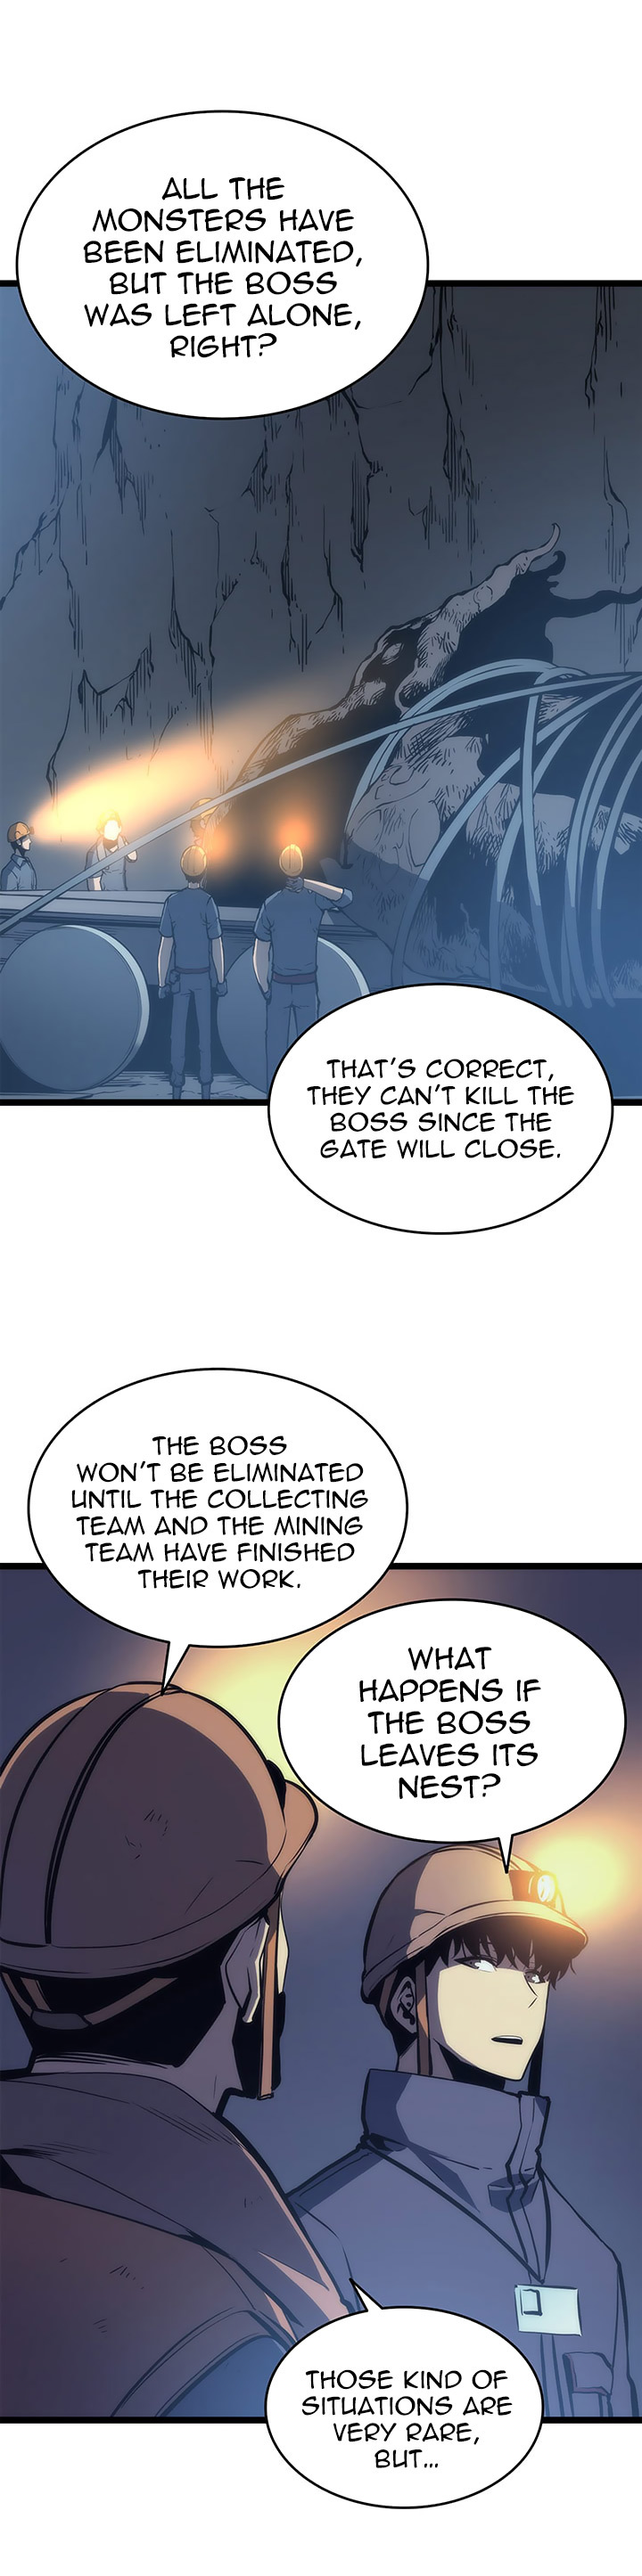 ALL THE
MONSTERS HAVE
BEEN ELIMINATED,
BUT THE BOSS
WAS LEFT ALONE,
RIGHT?
THAT'S CORRECT,
THEY CAN'T KILL THE
BOSS SINCE THE
GATE WILL CLOSE.
THE BOSS
WON'T BE ELIMINATED
UNTIL THE COLLECTING
TEAM AND THE MINING
TEAM HAVE FINISHED
THEIR WORK.
WHAT
HAPPENS IF
THE BOSS
LEAVES ITS
NEST?
THOSE KIND OF
SITUATIONS ARE
VERY RARE,
BUT...